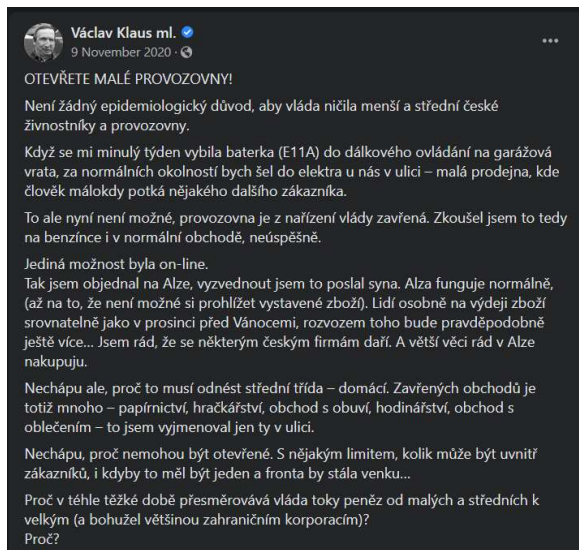 Václav Klaus ml.
9 November 2020 ·
OTEVŘETE MALÉ PROVOZOVNY!
Není žádný epidemiologický důvod, aby vláda ničila menší a střední české
živnostníky a provozovny.
Když se mi minulý týden vybila baterka (E11A) do dálkového ovládání na garážová
vrata, za normálních okolností bych šel do elektra u nás v ulici – malá prodejna, kde
člověk málokdy potká nějakého dalšího zákazníka.
To ale nyní není možné, provozovna je z nařízení vlády zavřená. Zkoušel jsem to tedy
na benzínce i v normální obchodě, neúspěšně.
Jediná možnost byla on-line.
Tak jsem objednal na Alze, vyzvednout jsem to poslal syna. Alza funguje normálně,
(až na to, že není možné si prohlížet vystavené zboží). Lidí osobně na výdeji zboží
srovnatelně jako v prosinci před Vánocemi, rozvozem toho bude pravděpodobně
ještě více... Jsem rád, že se některým českým firmám daří. A větší věci rád v Alze
nakupuju.
Nechápu ale, proč to musí odnést střední třída – domácí. Zavřených obchodů je
totiž mnoho – papírnictví, hračkářství, obchod s obuví, hodinářství, obchod s
oblečením – to jsem vyjmenoval jen ty v ulici.
Nechápu, proč nemohou být otevřené. S nějakým limitem, kolik může být uvnitř
zákazníků, i kdyby to měl být jeden a fronta by stála venku...
Proč v téhle těžké době přesměrovává vláda toky peněz od malých a středních k
velkým (a bohužel většinou zahraničním korporacím)?
Proč?